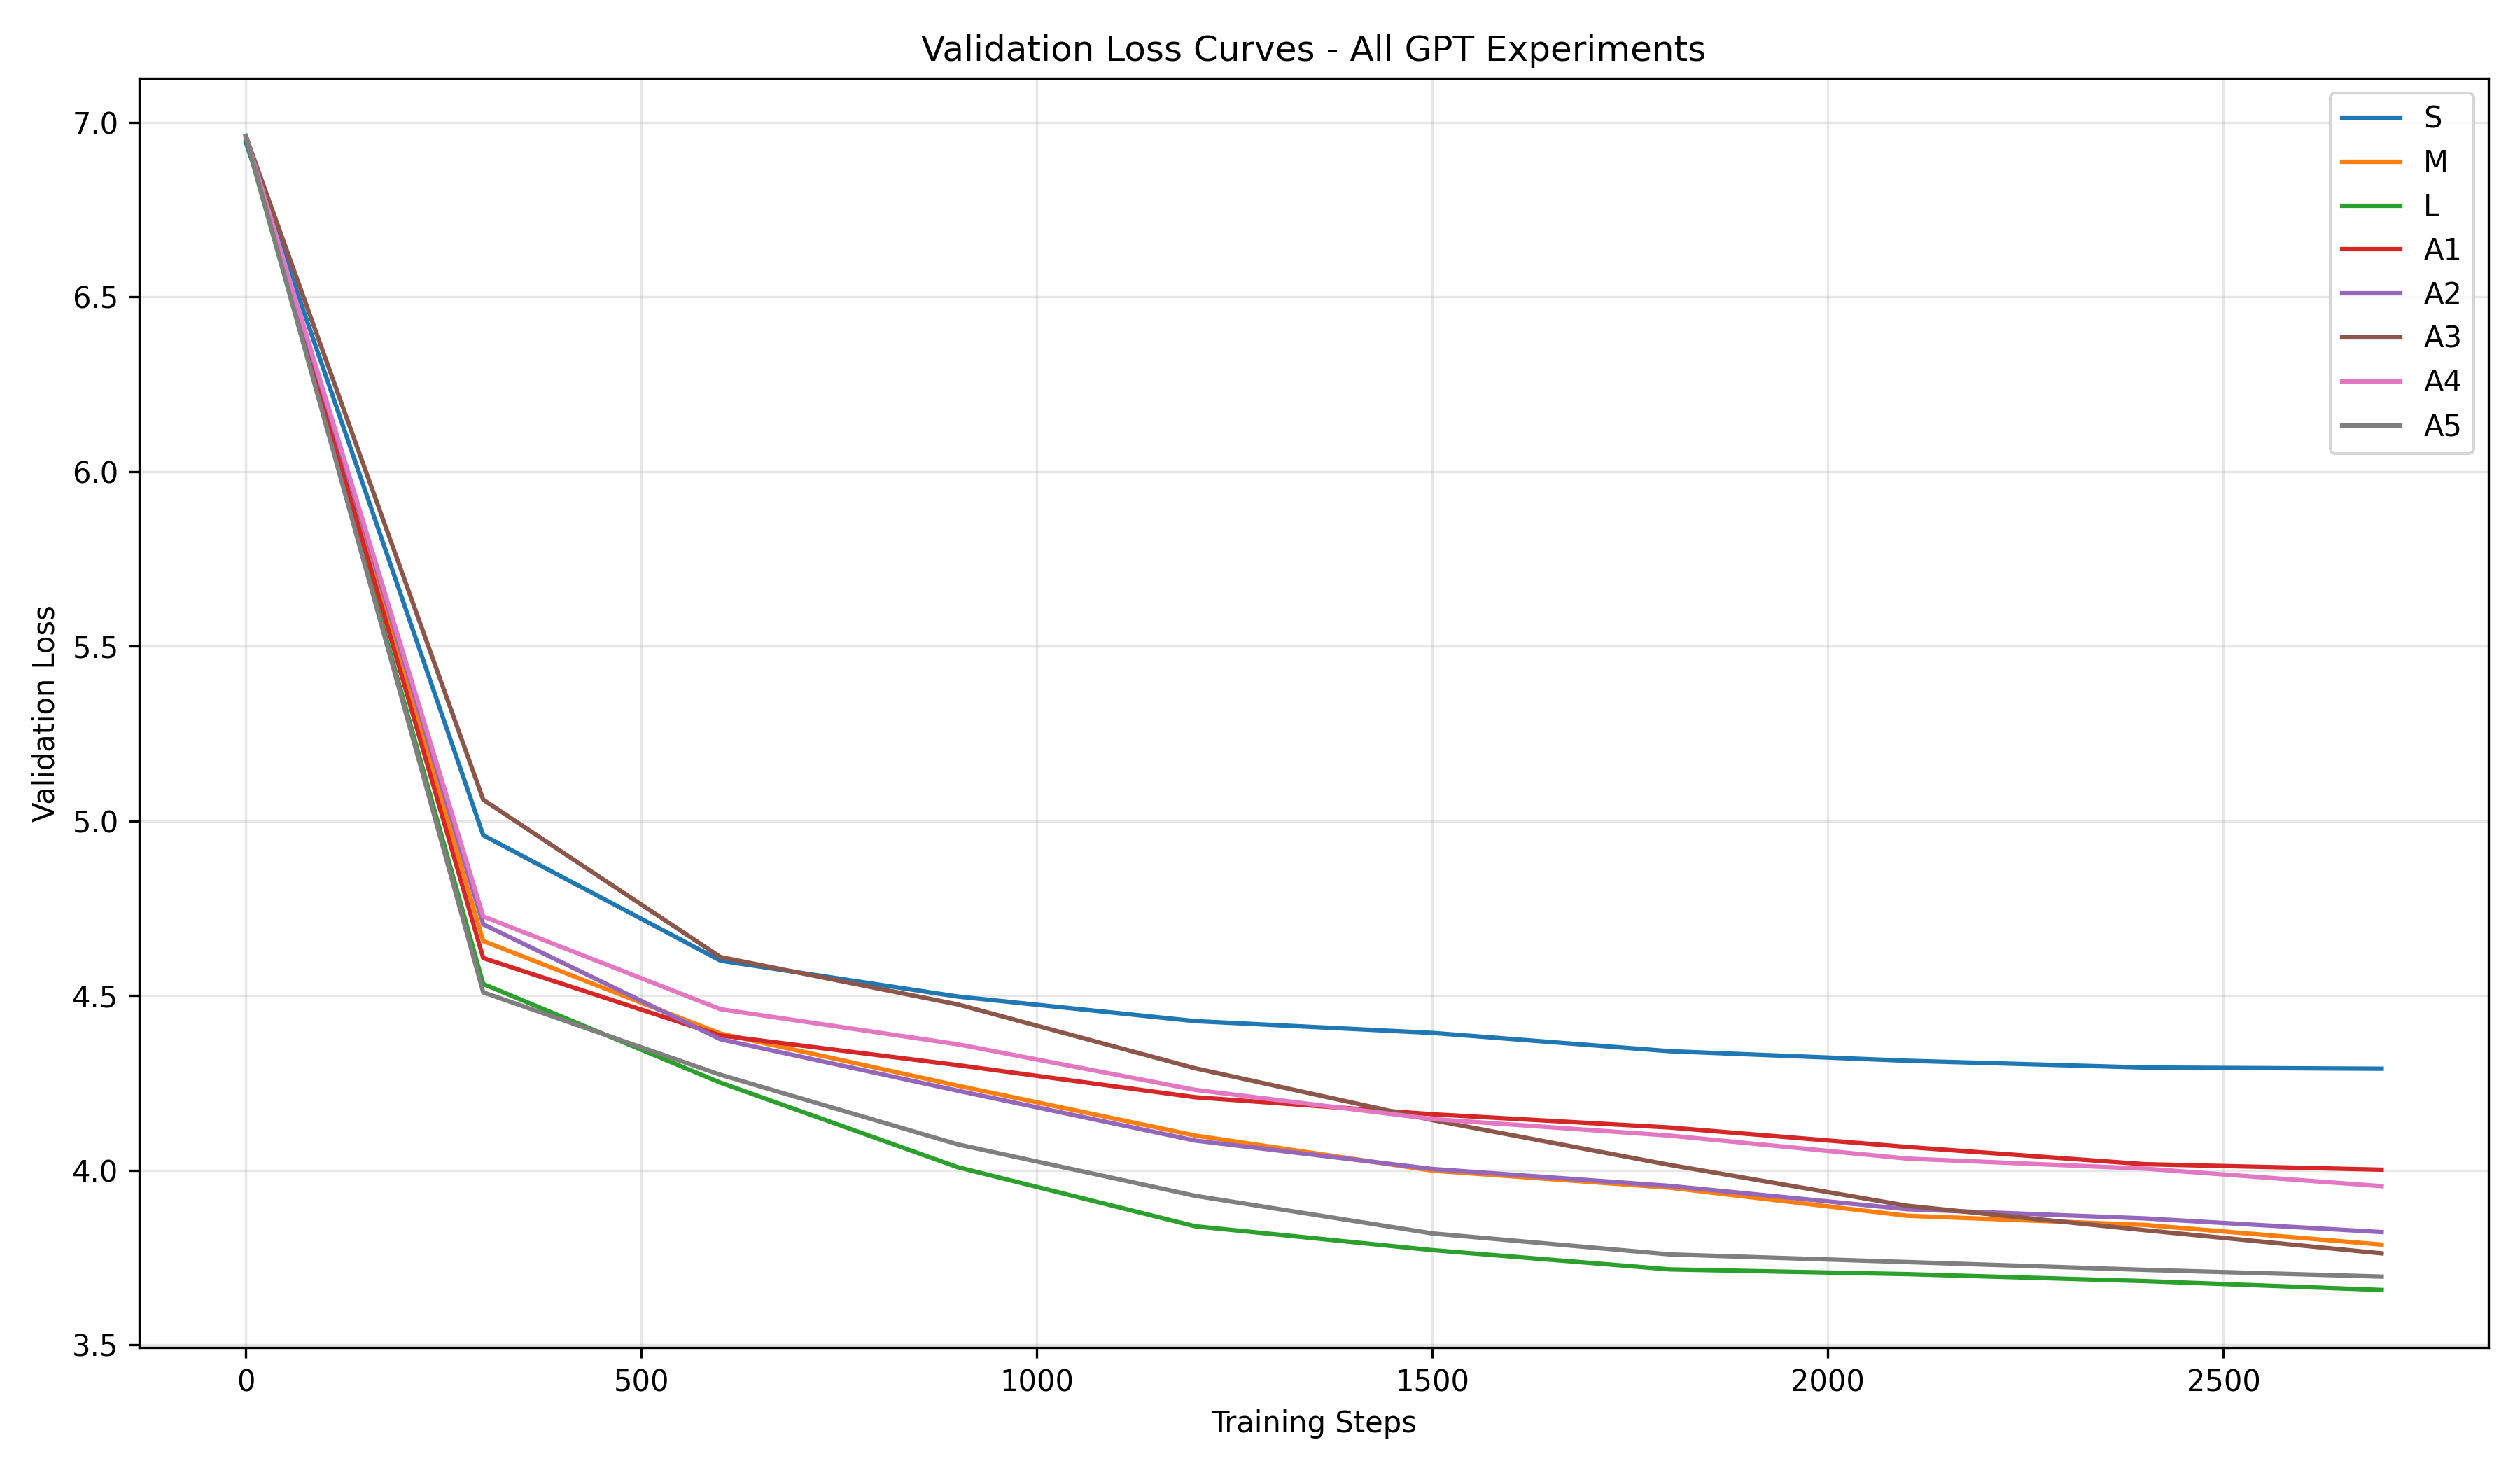 Validation Loss Curves - All GPT Experiments
7.0
6.5
6.0
5.5
5.0
4.5
4.0
3.5
Validation Loss
S
M
L
A1
A2
A3
A4
A5
0 500 1000 1500 2000 2500
Training Steps